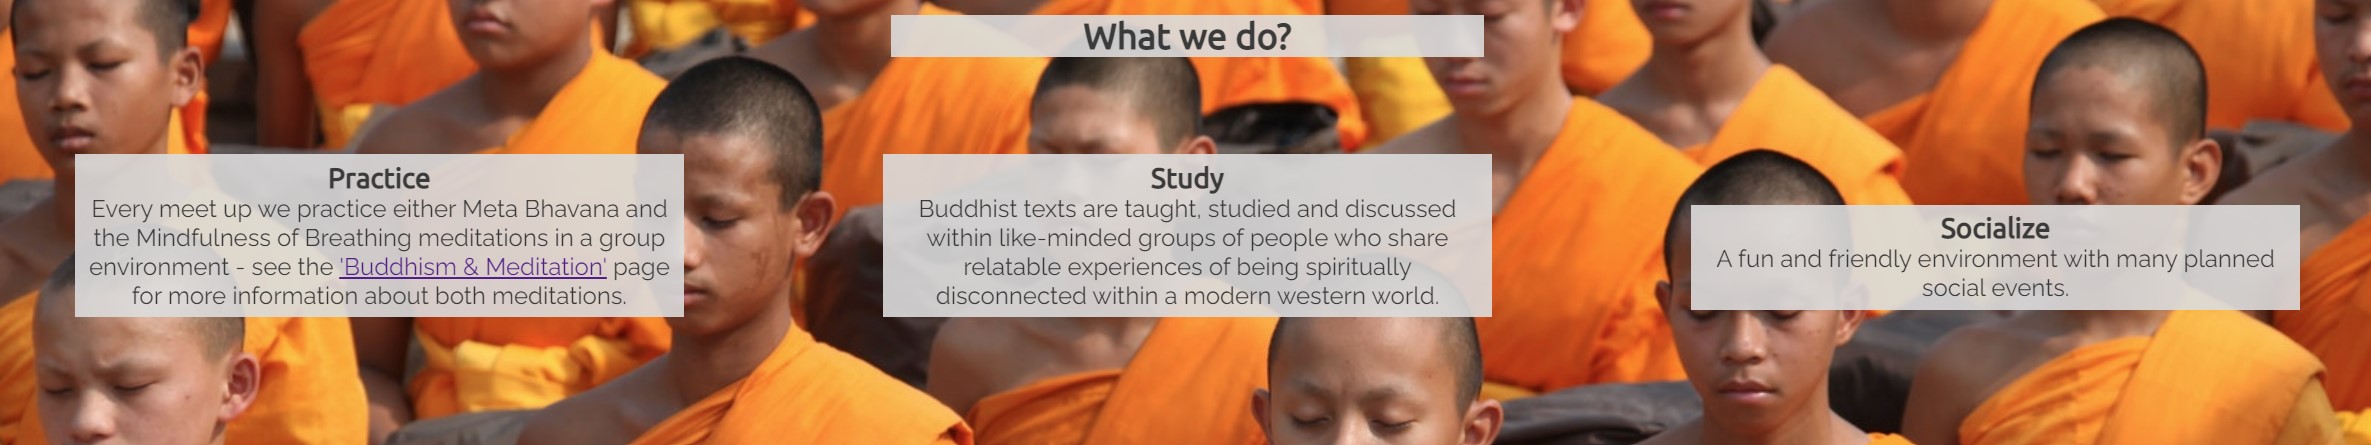 What we do?
Practice
Every meet up we practice either Meta Bhavana and
the Mindfulness of Breathing meditations in a group
environment - see the 'Buddhism & Meditation' page
for more information about both meditations.
Study
Buddhist texts are taught, studied and discussed
within like-minded groups of people who share
relatable experiences of being spiritually
disconnected within a modern western world.
Socialize
A fun and friendly environment with many planned
social events.